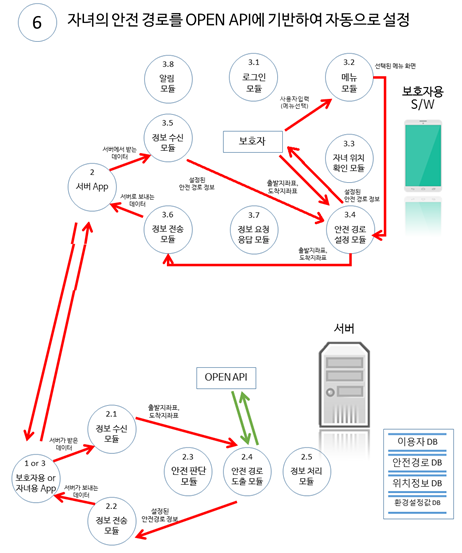 6
자녀의 안전 경로를 OPEN API에 기반하여 자동으로 설정
3.8
알림
모듈
3.1
로그인
모듈
3.2
메뉴
모듈
선택된 메뉴 화면
보호자용
S/W
사용자입력
(메뉴선택)
3.5
정보 수신
모듈
서버에서 받는
데이터
보호자
3.3
자녀 위치
확인 모듈
2
서버 App
설정된
안전 경로 정보
출발지좌표,
도착지좌표
설정된
안전 경로 정보
서버로 보내는
데이터
3.6
정보 전송
모듈
3.7
정보 요청
응답 모듈
3.4
안전 경로
설정 모듈
출발지좌표,
도착지좌표
서버
OPEN API
2.1
정보 수신
모듈
출발지좌표,
도착지좌표
서버가 받은
데이터
2.3
안전 판단
모듈
2.4
안전 경로
도출 모듈
2.5
정보 처리
모듈
1 or 3
보호자용 or
자녀용 App
서버가 보내는
데이터
2.2
정보 전송
모듈
설정된
안전경로 정보
이용자 DB
안전경로 DB
위치정보 DB
환경설정값 DB